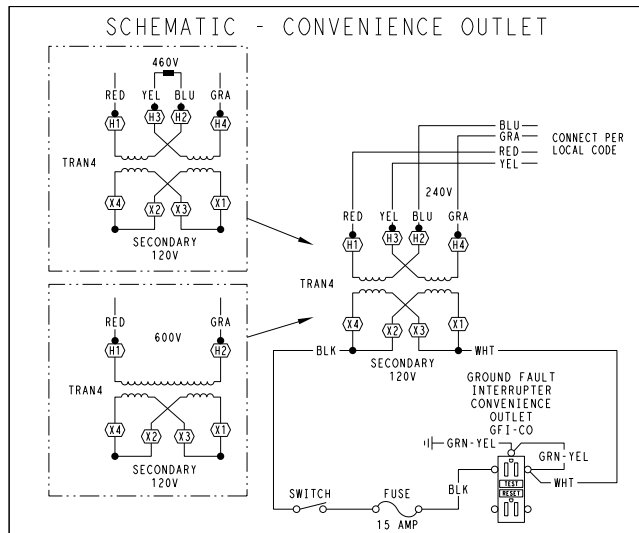 SCHEMATIC - CONVENIENCE OUTLET
460V
RED YEL BLU GRA
H1 H3 H2 H4
TRAN4
X4 X2 X3 X1
SECONDARY
120V
RED GRA
600V
H1 H2
TRAN4
X4 X2 X3 X1
SECONDARY
120V
BLU
GRA
RED
YEL
CONNECT PER
LOCAL CODE
240V
RED YEL BLU GRA
H1 H3 H2 H4
TRAN4
X4 X2 X3 X1
BLK
WHT
SECONDARY
120V
GROUND FAULT
INTERRUPTER
CONVENIENCE
OUTLET
GFI-CO
GRN-YEL
GRN-YEL
WHT
BLK
TEST
RESET
SWITCH
FUSE
15 AMP